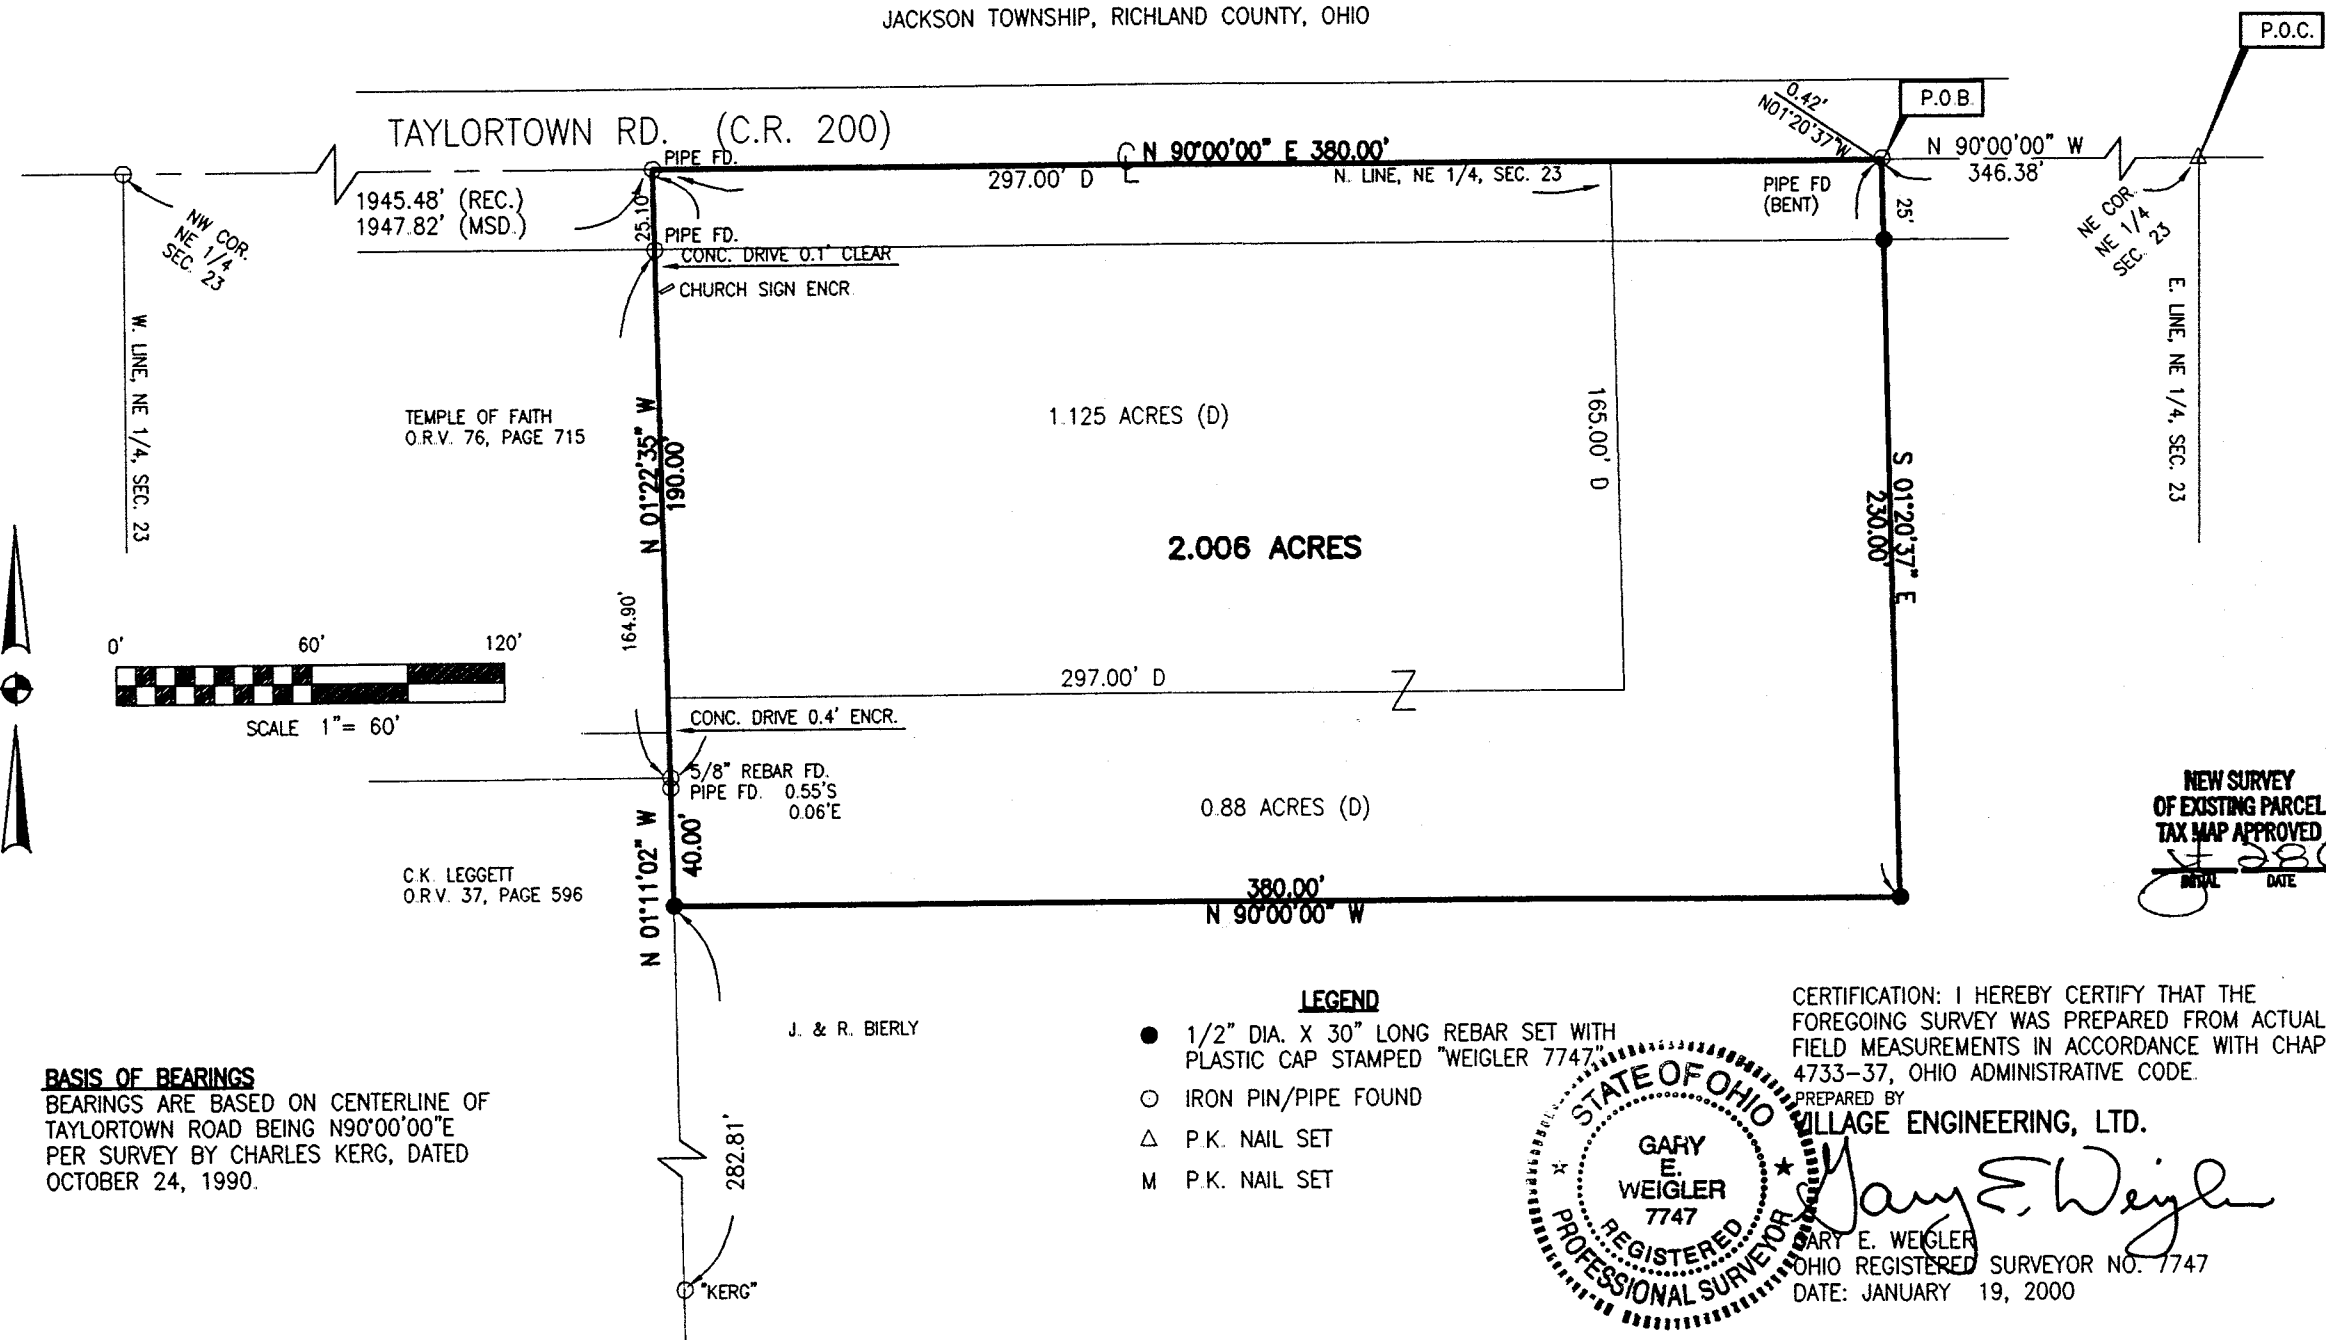 JACKSON TOWNSHIP, RICHLAND COUNTY, OHIO
P.O.C.
P.O.B.
TAYLORTOWN RD. (C.R. 200)
0.42'
N01°20'37"W
PIPE FD.
N 90°00'00" E 380.00'
N 90°00'00" W
346.38'
297.00' D
N. LINE, NE 1/4, SEC. 23
PIPE FD
(BENT)
25'
1945.48' (REC.)
1947.82' (MSD.)
25.10'
PIPE FD.
NW COR.
NE 1/4
SEC. 23
NE COR.
NE 1/4
SEC. 23
CONC. DRIVE 0.1' CLEAR
CHURCH SIGN ENCR.
W. LINE, NE 1/4, SEC. 23
E. LINE, NE 1/4, SEC. 23
TEMPLE OF FAITH
O.R.V. 76, PAGE 715
N 01°22'35" W
190.00'
1.125 ACRES (D)
165.00' D
S 01°20'37" E
230.00'
2.006 ACRES
164.90'
0' 60' 120'
SCALE 1"= 60'
297.00' D
CONC. DRIVE 0.4' ENCR.
5/8" REBAR FD.
PIPE FD. 0.55'S
0.06'E
0.88 ACRES (D)
N 01°11'02" W
40.00'
C.K. LEGGETT
O.R.V. 37, PAGE 596
380.00'
N 90°00'00" W
NEW SURVEY
OF EXISTING PARCEL
TAX MAP APPROVED
INITIAL DATE
J. & R. BIERLY
282.81'
"KERG"
BASIS OF BEARINGS
BEARINGS ARE BASED ON CENTERLINE OF
TAYLORTOWN ROAD BEING N90°00'00"E
PER SURVEY BY CHARLES KERG, DATED
OCTOBER 24, 1990.
LEGEND
1/2" DIA. X 30" LONG REBAR SET WITH
PLASTIC CAP STAMPED "WEIGLER 7747"
IRON PIN/PIPE FOUND
P.K. NAIL SET
M P.K. NAIL SET
STATE OF OHIO
GARY
E.
WEIGLER
7747
REGISTERED
PROFESSIONAL SURVEYOR
CERTIFICATION: I HEREBY CERTIFY THAT THE
FOREGOING SURVEY WAS PREPARED FROM ACTUAL
FIELD MEASUREMENTS IN ACCORDANCE WITH CHAP
4733-37, OHIO ADMINISTRATIVE CODE.
PREPARED BY
VILLAGE ENGINEERING, LTD.
Gary E. Weigler
GARY E. WEIGLER
OHIO REGISTERED SURVEYOR NO. 7747
DATE: JANUARY 19, 2000